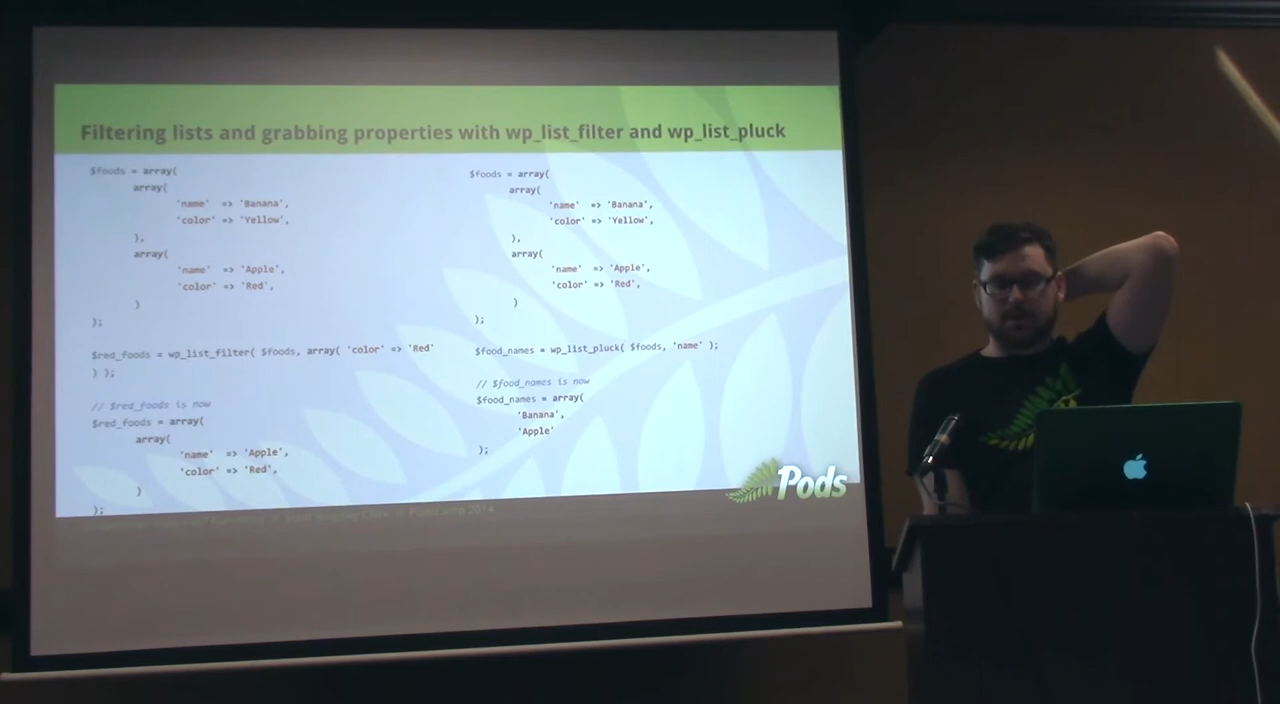 Filtering lists and grabbing properties with wp_list_filter and wp_list_pluck
$foods = array(
array(
'name' => 'Banana',
'color' => 'Yellow',
),
array(
'name' => 'Apple',
'color' => 'Red',
)
);
$red_foods = wp_list_filter( $foods, array( 'color' => 'Red'
) );
// $red_foods is now
$red_foods = array(
array(
'name' => 'Apple',
'color' => 'Red',
)
);
$foods = array(
array(
'name' => 'Banana',
'color' => 'Yellow',
),
array(
'name' => 'Apple',
'color' => 'Red',
)
);
$food_names = wp_list_pluck( $foods, 'name' );
// $food_names is now
$food_names = array(
'Banana',
'Apple'
);
Pods
2014